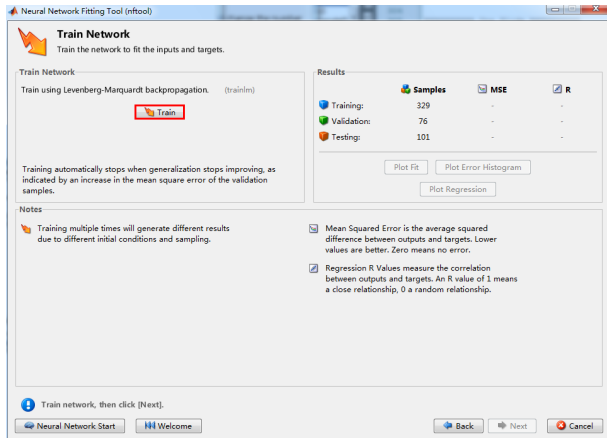 Neural Network Fitting Tool (nftool)
Train Network
Train the network to fit the inputs and targets.
Train Network
Train using Levenberg-Marquardt backpropagation. (trainlm)
Train
Training automatically stops when generalization stops improving, as
indicated by an increase in the mean square error of the validation
samples.
Results
Samples MSE R
Training: 329 - -
Validation: 76 - -
Testing: 101 - -
Plot Fit Plot Error Histogram
Plot Regression
Notes
Training multiple times will generate different results
due to different initial conditions and sampling.
Mean Squared Error is the average squared
difference between outputs and targets. Lower
values are better. Zero means no error.
Regression R Values measure the correlation
between outputs and targets. An R value of 1 means
a close relationship, 0 a random relationship.
Train network, then click [Next].
Neural Network Start Welcome Back Next Cancel